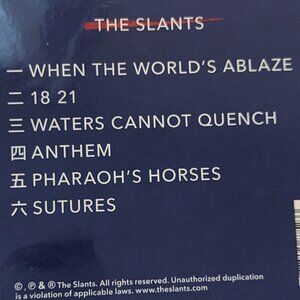 THE SLANTS
一 WHEN THE WORLD'S ABLAZE
二 18 21
三 WATERS CANNOT QUENCH
四 ANTHEM
五 PHARAOH'S HORSES
六 SUTURES
©, ℗ & ® The Slants. All rights reserved. Unauthorized duplication
is a violation of applicable laws. www.theslants.com